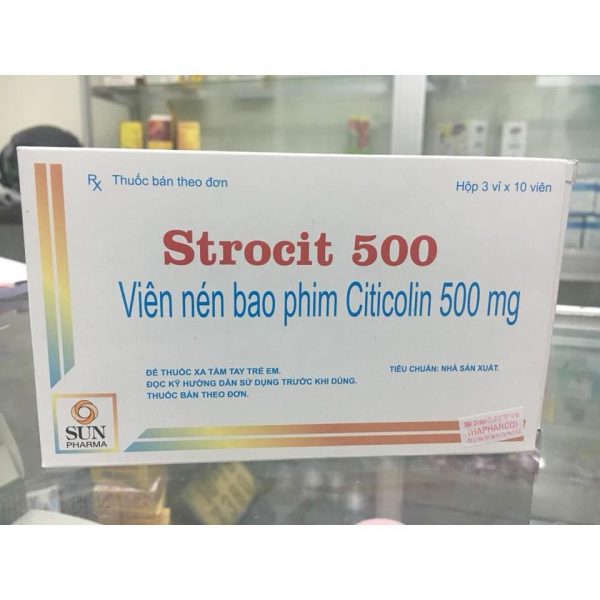 Rx Thuốc bán theo đơn
Hộp 3 vỉ x 10 viên
Strocit 500
Viên nén bao phim Citicolin 500 mg
ĐỂ THUỐC XA TẦM TAY TRẺ EM.
ĐỌC KỸ HƯỚNG DẪN SỬ DỤNG TRƯỚC KHI DÙNG.
THUỐC BÁN THEO ĐƠN.
TIÊU CHUẨN: NHÀ SẢN XUẤT.
SUN
PHARMA
(HAPHARCO)